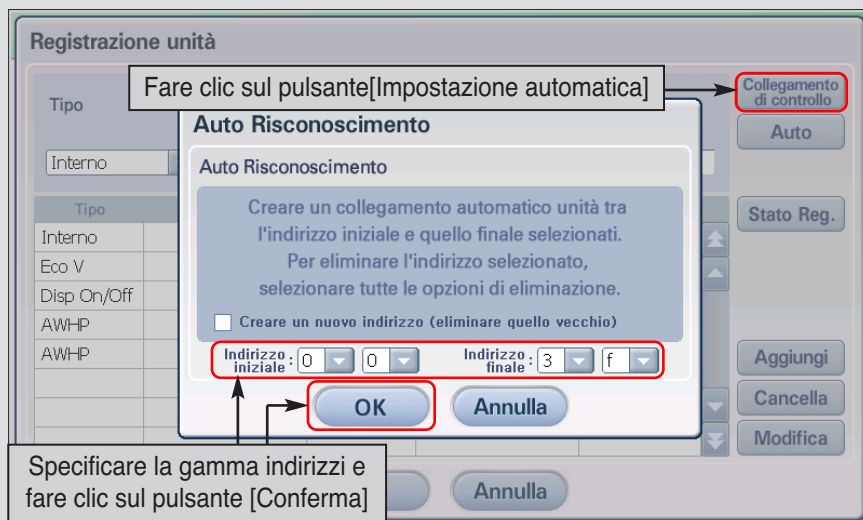 Registrazione unità
Fare clic sul pulsante[Impostazione automatica]
Collegamento
di controllo
Tipo
Auto
Interno
Auto Risconoscimento
Auto Risconoscimento
Creare un collegamento automatico unità tra
l'indirizzo iniziale e quello finale selezionati.
Per eliminare l'indirizzo selezionato,
selezionare tutte le opzioni di eliminazione.
Creare un nuovo indirizzo (eliminare quello vecchio)
Indirizzo
iniziale : 0 0
Indirizzo
finale : 3 f
OK
Annulla
Tipo
Interno
Eco V
Disp On/Off
AWHP
AWHP
Stato Reg.
Aggiungi
Cancella
Modifica
Specificare la gamma indirizzi e
fare clic sul pulsante [Conferma]
Annulla